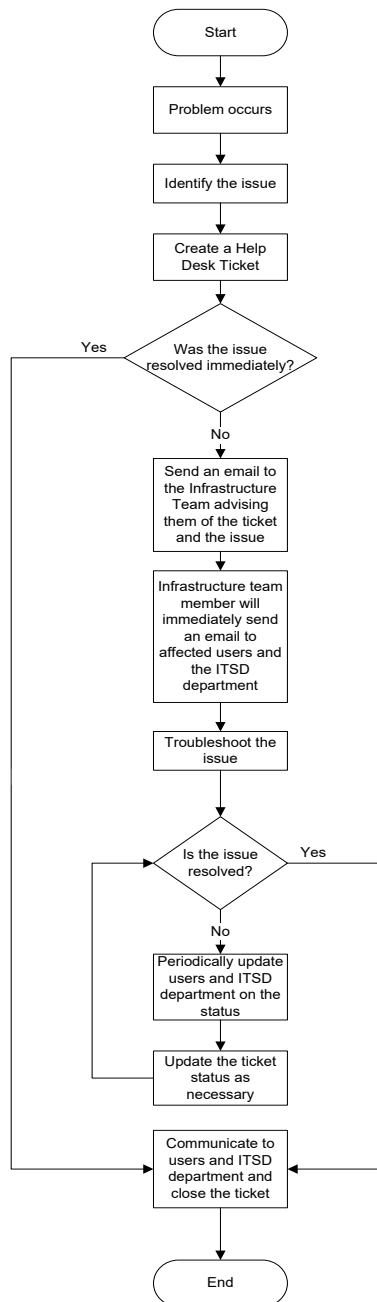 Start
Problem occurs
Identify the issue
Create a Help
Desk Ticket
Yes
Was the issue
resolved immediately?
No
Send an email to
the Infrastructure
Team advising
them of the ticket
and the issue
Infrastructure team
member will
immediately send
an email to
affected users and
the ITSD
department
Troubleshoot the
issue
Is the issue
resolved?
Yes
No
Periodically update
users and ITSD
department on the
status
Update the ticket
status as
necessary
Communicate to
users and ITSD
department and
close the ticket
End